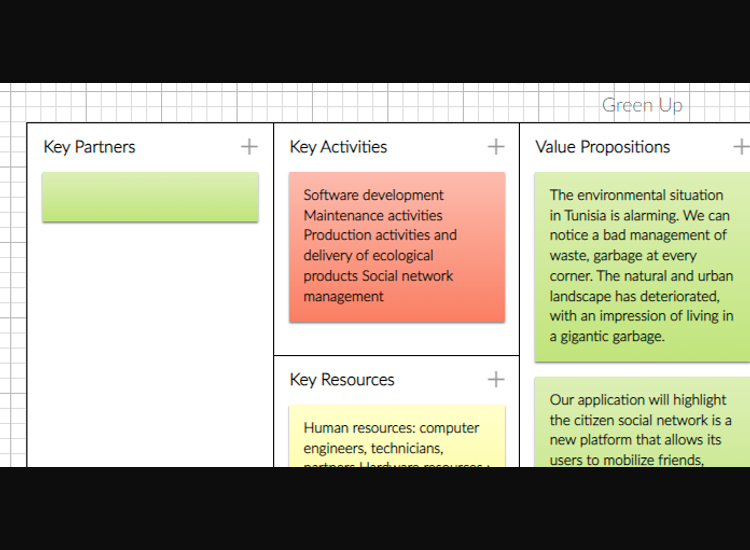 Green Up
Key Partners
Key Activities
Software development
Maintenance activities
Production activities and
delivery of ecological
products Social network
management
Key Resources
Human resources: computer
engineers, technicians,
partners Hardware resources :
Value Propositions
The environmental situation
in Tunisia is alarming. We can
notice a bad management of
waste, garbage at every
corner. The natural and urban
landscape has deteriorated,
with an impression of living in
a gigantic garbage.
Our application will highlight
the citizen social network is a
new platform that allows its
users to mobilize friends,